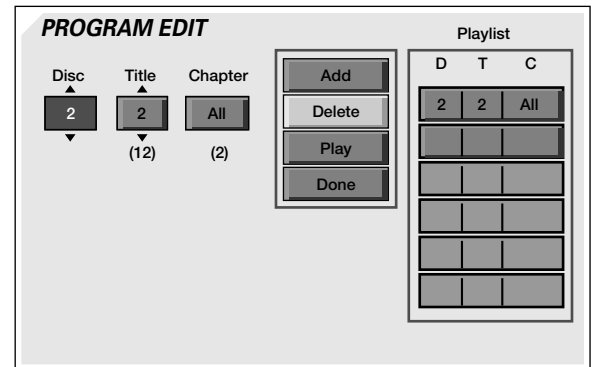 PROGRAM EDIT
Disc Title Chapter
2 2 All
(12) (2)
Add
Delete
Play
Done
Playlist
D T C
2 2 All